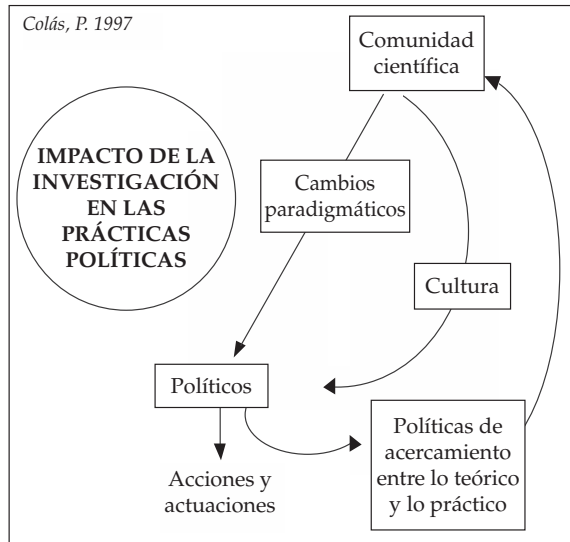 Colás, P. 1997
Comunidad
científica
IMPACTO DE LA
INVESTIGACIÓN
EN LAS
PRÁCTICAS
POLÍTICAS
Cambios
paradigmáticos
Cultura
Políticos
Políticas de
acercamiento
entre lo teórico
y lo práctico
Acciones y
actuaciones